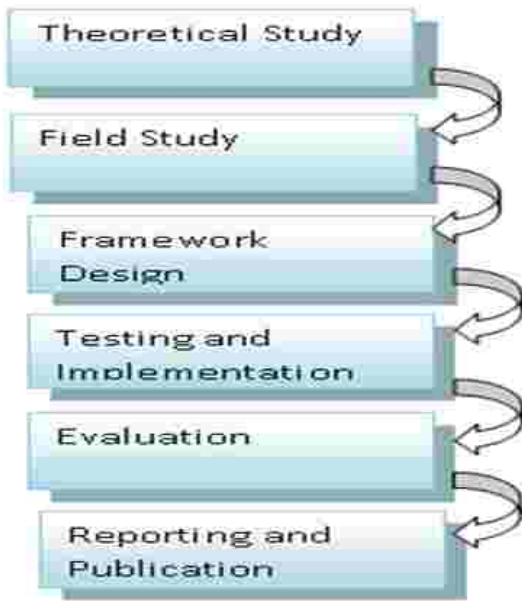 Theoretical Study
Field Study
Framework
Design
Testing and
Implementation
Evaluation
Reporting and
Publication